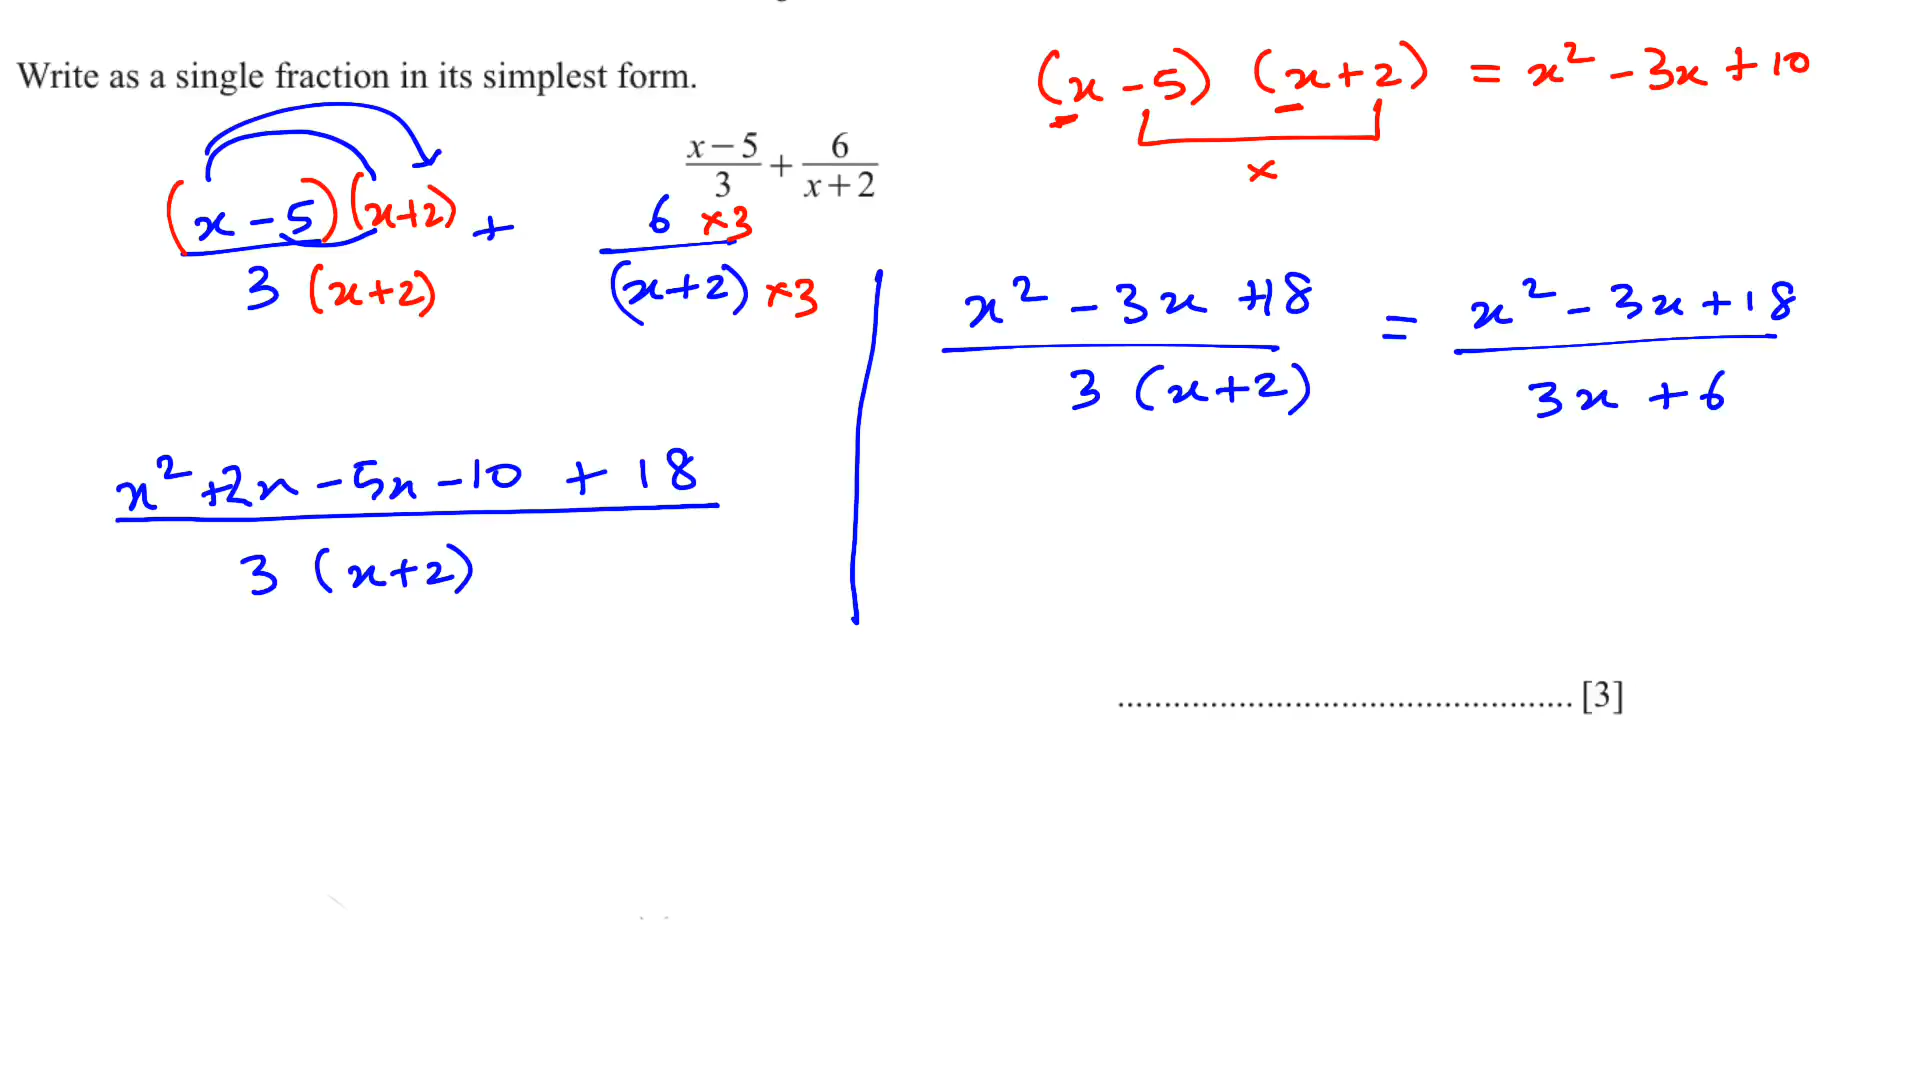 Write as a single fraction in its simplest form.
(x - 5) (x + 2) = x² - 3x + 10
x
x - 5 / 3 + 6 / x + 2
(x - 5)(x + 2) / 3 (x + 2) + 6 × 3 / (x + 2) × 3
x² + 2x - 5x - 10 + 18 / 3 (x + 2)
x² - 3x + 18 / 3 (x + 2) = x² - 3x + 18 / 3x + 6
................................................ [3]